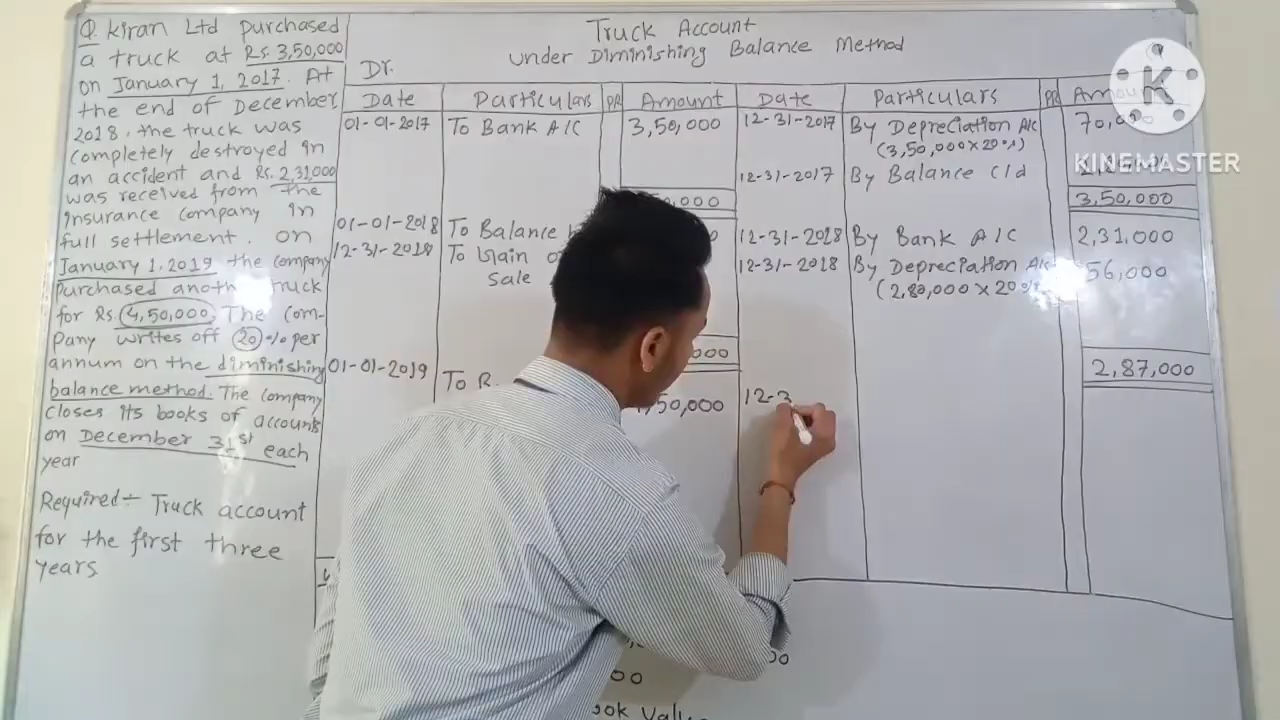 Q. Kiran Ltd purchased
a truck at Rs. 3,50,000
on January 1, 2017. At
the end of December
2018, the truck was
completely destroyed in
an accident and Rs. 2,31,000
was received from the
insurance company in
full settlement. on
January 1, 2019 the company
purchased another truck
for Rs. 4,50,000. The com-
pany writes off 20% per
annum on the diminishing
balance method. The company
closes its books of accounts
on December 31st each
year
Required:- Truck account
for the first three
years
Truck Account
under Diminishing Balance Method
Dr.
Date Particulars PR Amount Date Particulars PR
01-01-2017 To Bank A/C 3,50,000 12-31-2017 By Depreciation A/c
(3,50,000 x 20%)
12-31-2017 By Balance c/d
3,50,000
01-01-2018 To Balance 12-31-2018 By Bank A/C 2,31,000
12-31-2018 To Gain 12-31-2018 By Depreciation A/c 56,000
Sale (2,80,000 x 20%
2,87,000
01-01-2019 To
,50,000 12-3
Book Value
K
KINEMASTER